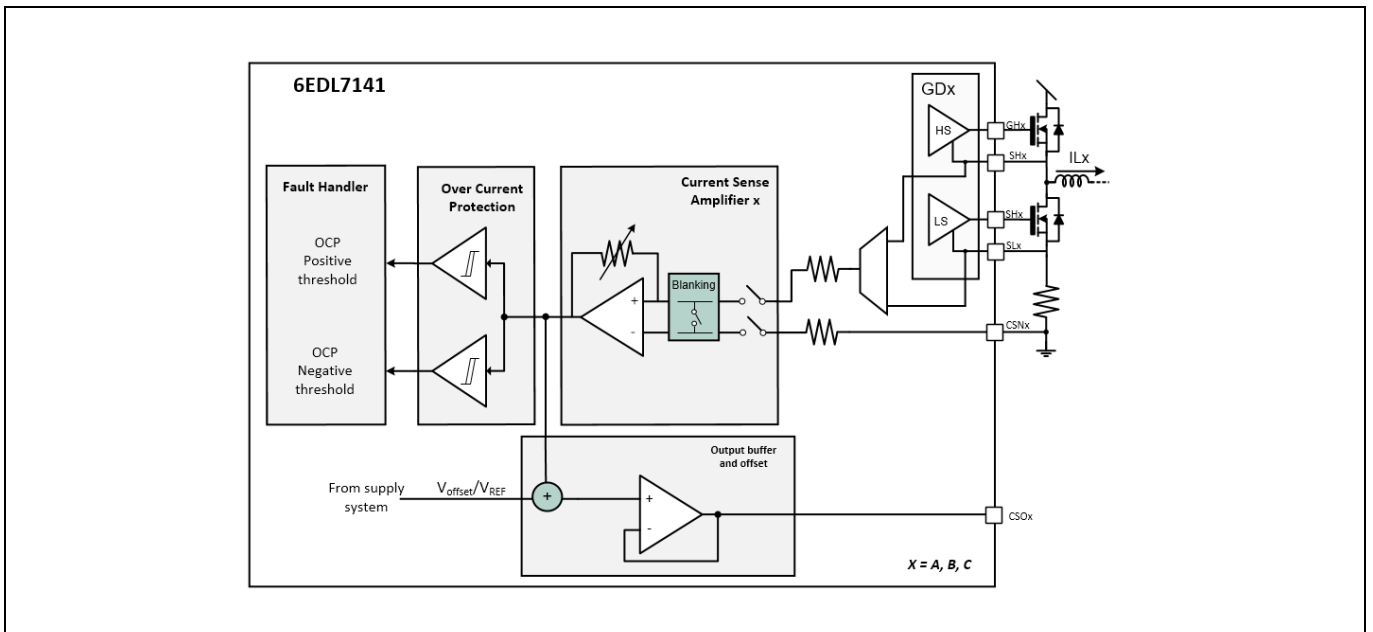 6EDL7141
GDx
HS
GHx
SHx
ILx
LS
SHx
SLx
CSNx
Fault Handler
OCP
Positive
threshold
OCP
Negative
threshold
Over Current
Protection
Current Sense
Amplifier x
Blanking
+
-
Output buffer
and offset
From supply
system
Voffset/VREF
+
+
-
CSOx
X = A, B, C